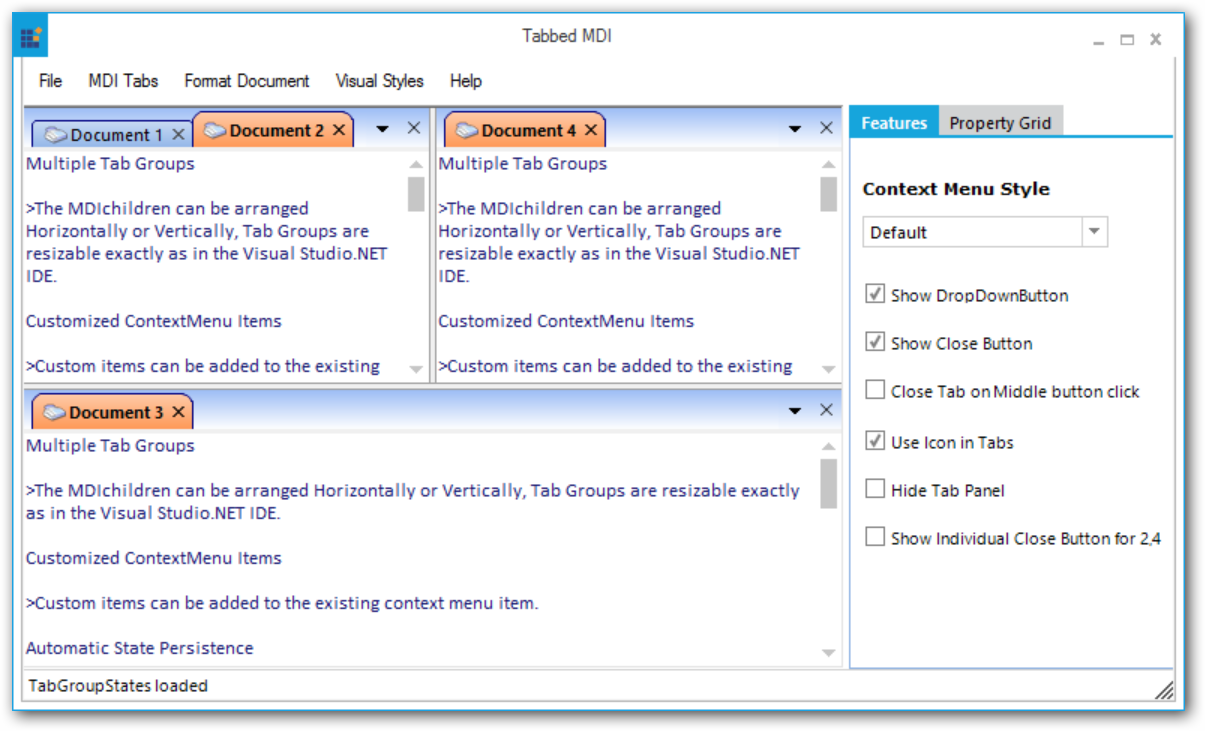 Tabbed MDI
File MDI Tabs Format Document Visual Styles Help
Document 1 Document 2
Multiple Tab Groups
>The MDIchildren can be arranged
Horizontally or Vertically, Tab Groups are
resizable exactly as in the Visual Studio.NET
IDE.
Customized ContextMenu Items
>Custom items can be added to the existing
Document 4
Multiple Tab Groups
>The MDIchildren can be arranged
Horizontally or Vertically, Tab Groups are
resizable exactly as in the Visual Studio.NET
IDE.
Customized ContextMenu Items
>Custom items can be added to the existing
Document 3
Multiple Tab Groups
>The MDIchildren can be arranged Horizontally or Vertically, Tab Groups are resizable exactly
as in the Visual Studio.NET IDE.
Customized ContextMenu Items
>Custom items can be added to the existing context menu item.
Automatic State Persistence
Features Property Grid
Context Menu Style
Default
Show DropDownButton
Show Close Button
Close Tab on Middle button click
Use Icon in Tabs
Hide Tab Panel
Show Individual Close Button for 2,4
TabGroupStates loaded